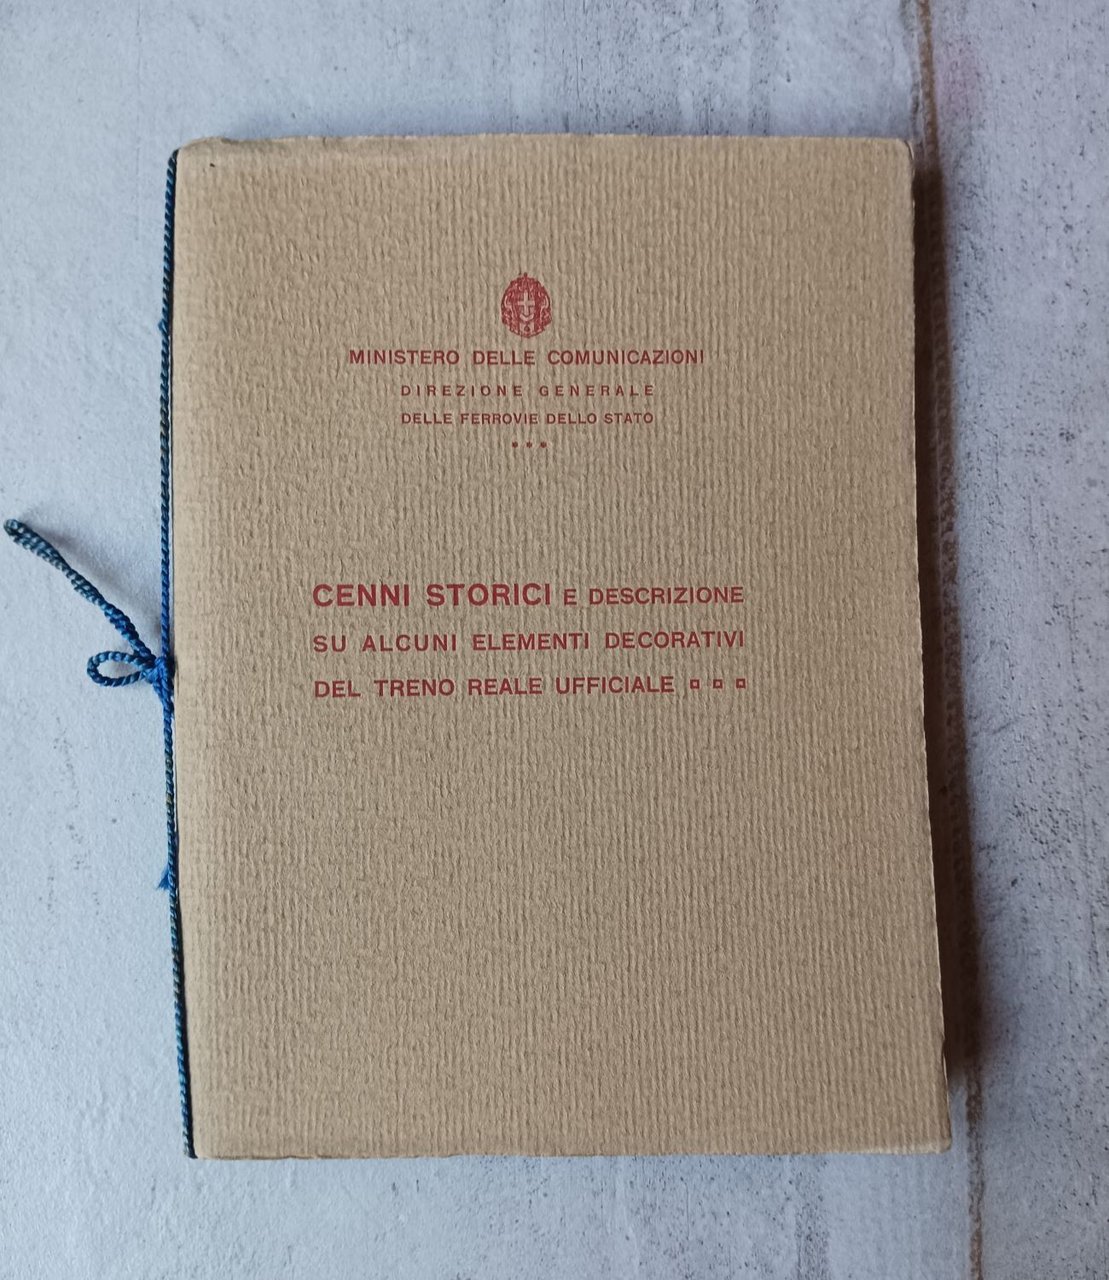 MINISTERO DELLE COMUNICAZIONI
DIREZIONE GENERALE
DELLE FERROVIE DELLO STATO
CENNI STORICI E DESCRIZIONE
SU ALCUNI ELEMENTI DECORATIVI
DEL TRENO REALE UFFICIALE